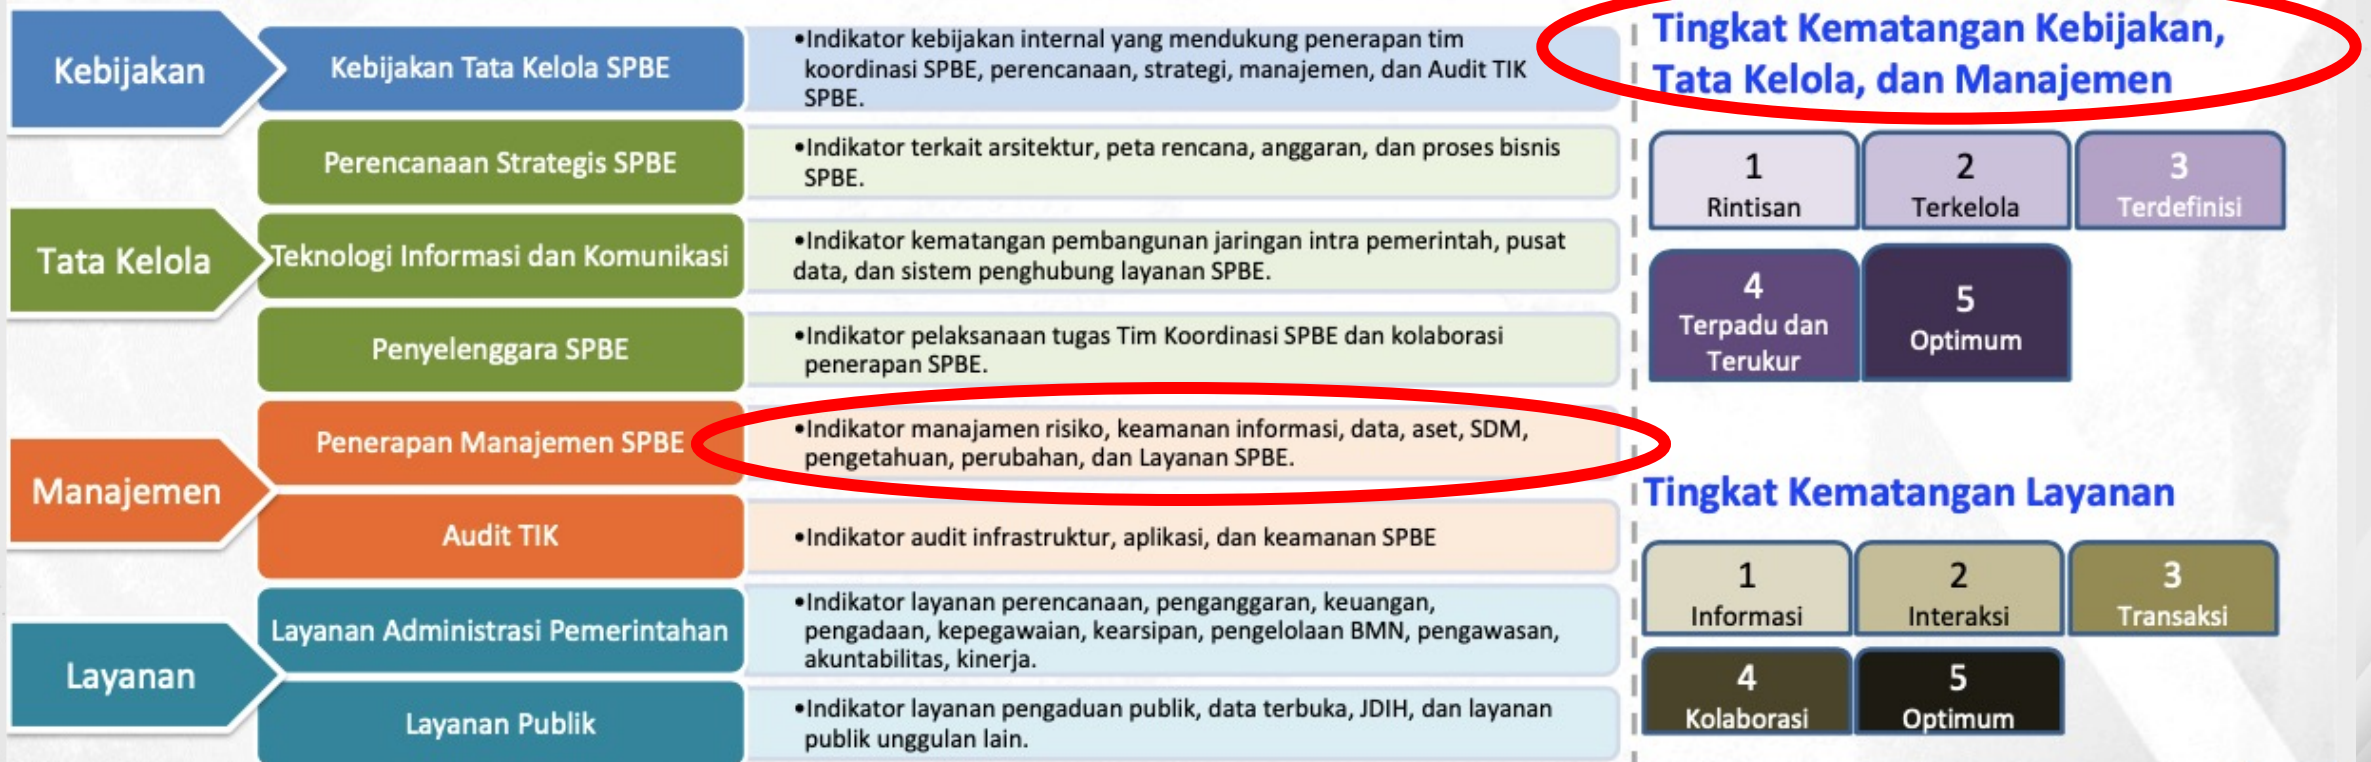 Kebijakan
Kebijakan Tata Kelola SPBE
•Indikator kebijakan internal yang mendukung penerapan tim
koordinasi SPBE, perencanaan, strategi, manajemen, dan Audit TIK
SPBE.
Tata Kelola
Perencanaan Strategis SPBE
•Indikator terkait arsitektur, peta rencana, anggaran, dan proses bisnis
SPBE.
Teknologi Informasi dan Komunikasi
•Indikator kematangan pembangunan jaringan intra pemerintah, pusat
data, dan sistem penghubung layanan SPBE.
Penyelenggara SPBE
•Indikator pelaksanaan tugas Tim Koordinasi SPBE dan kolaborasi
penerapan SPBE.
Manajemen
Penerapan Manajemen SPBE
•Indikator manajamen risiko, keamanan informasi, data, aset, SDM,
pengetahuan, perubahan, dan Layanan SPBE.
Audit TIK
•Indikator audit infrastruktur, aplikasi, dan keamanan SPBE
Layanan
Layanan Administrasi Pemerintahan
•Indikator layanan perencanaan, penganggaran, keuangan,
pengadaan, kepegawaian, kearsipan, pengelolaan BMN, pengawasan,
akuntabilitas, kinerja.
Layanan Publik
•Indikator layanan pengaduan publik, data terbuka, JDIH, dan layanan
publik unggulan lain.
Tingkat Kematangan Kebijakan,
Tata Kelola, dan Manajemen
1
Rintisan
2
Terkelola
3
Terdefinisi
4
Terpadu dan
Terukur
5
Optimum
Tingkat Kematangan Layanan
1
Informasi
2
Interaksi
3
Transaksi
4
Kolaborasi
5
Optimum